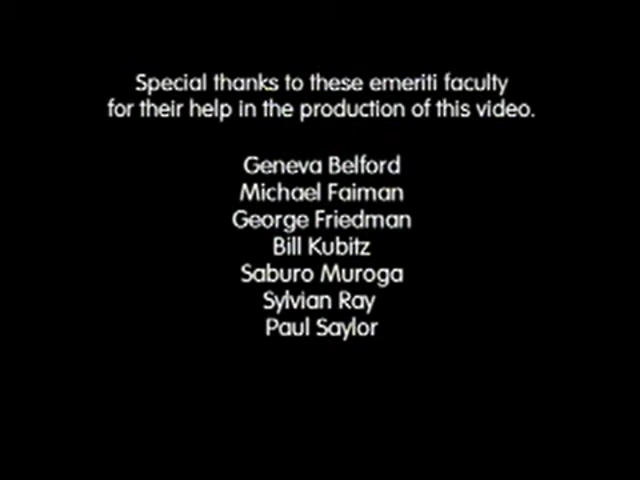 Special thanks to these emeriti faculty
for their help in the production of this video.
Geneva Belford
Michael Faiman
George Friedman
Bill Kubitz
Saburo Muroga
Sylvian Ray
Paul Saylor